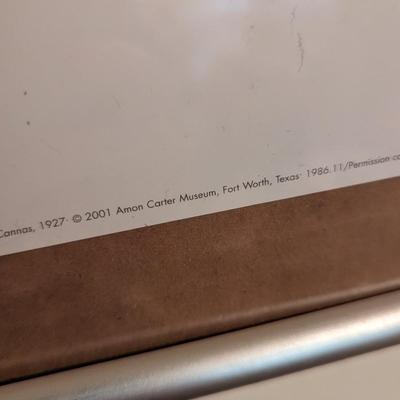 Cannas, 1927· © 2001 Amon Carter Museum, Fort Worth, Texas· 1986.11/Permission